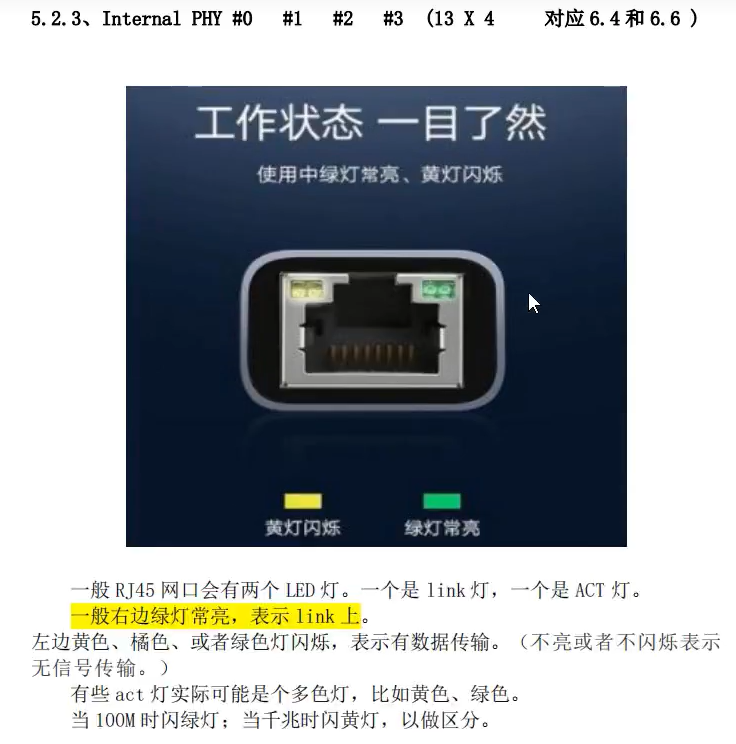 5.2.3、Internal PHY #0 #1 #2 #3 (13 X 4 对应 6.4 和 6.6 )
工作状态 一目了然
使用中绿灯常亮、黄灯闪烁
黄灯闪烁 绿灯常亮
一般 RJ45 网口会有两个 LED 灯。一个是 link 灯，一个是 ACT 灯。
一般右边绿灯常亮，表示 link 上。
左边黄色、橘色、或者绿色灯闪烁，表示有数据传输。（不亮或者不闪烁表示
无信号传输。）
有些 act 灯实际可能是个多色灯，比如黄色、绿色。
当 100M 时闪绿灯；当千兆时闪黄灯，以做区分。